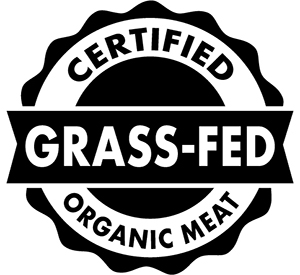 CERTIFIED
GRASS-FED
ORGANIC MEAT